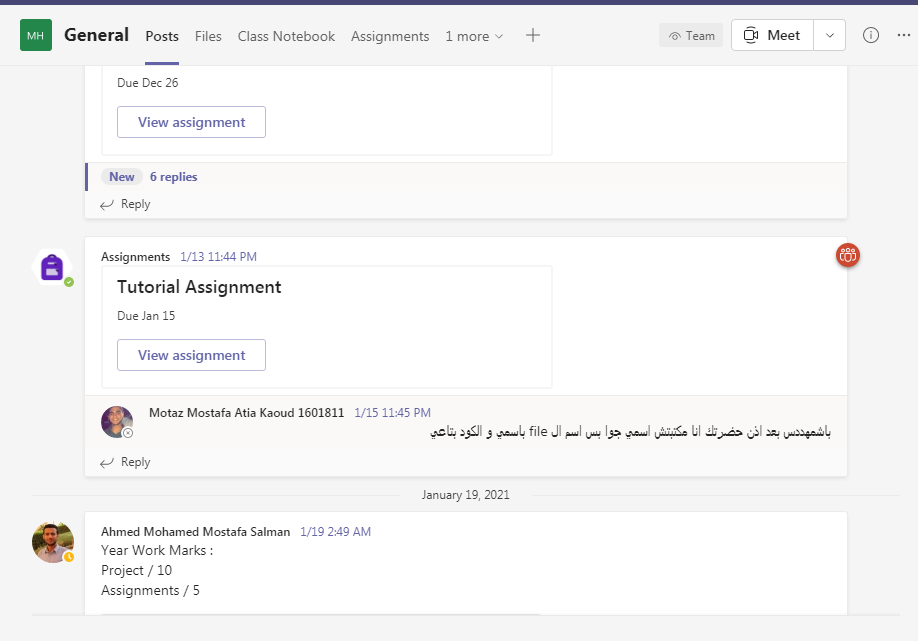 MH
General
Posts
Files
Class Notebook
Assignments
1 more
Team
Meet
Due Dec 26
View assignment
New
6 replies
Reply
Assignments
1/13 11:44 PM
Tutorial Assignment
Due Jan 15
View assignment
Motaz Mostafa Atia Kaoud 1601811
1/15 11:45 PM
باشمهددس بعد اذن حضرتك انا مكتبتش اسمي جوا بس اسم ال file باسمي و الكود بتاعي
Reply
January 19, 2021
Ahmed Mohamed Mostafa Salman
1/19 2:49 AM
Year Work Marks :
Project / 10
Assignments / 5